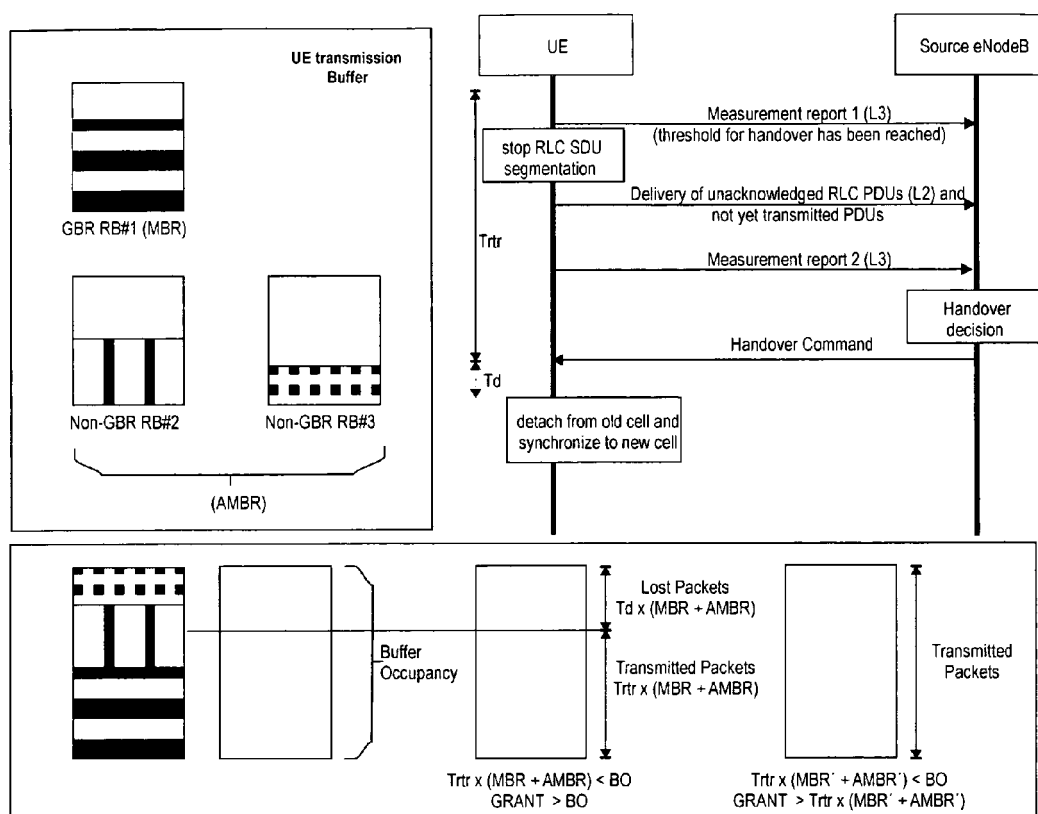 UE transmission
Buffer
GBR RB#1 (MBR)
Non-GBR RB#2
Non-GBR RB#3
(AMBR)
UE
Source eNodeB
Measurement report 1 (L3)
(threshold for handover has been reached)
stop RLC SDU
segmentation
Delivery of unacknowledged RLC PDUs (L2) and
not yet transmitted PDUs
Trtr
Measurement report 2 (L3)
Handover
decision
Handover Command
Td
detach from old cell and
synchronize to new cell
Buffer
Occupancy
Lost Packets
Td x (MBR + AMBR)
Transmitted Packets
Trtr x (MBR + AMBR)
Transmitted
Packets
Trtr x (MBR + AMBR) < BO
GRANT > BO
Trtr x (MBR´ + AMBR´) < BO
GRANT > Trtr x (MBR´ + AMBR´)